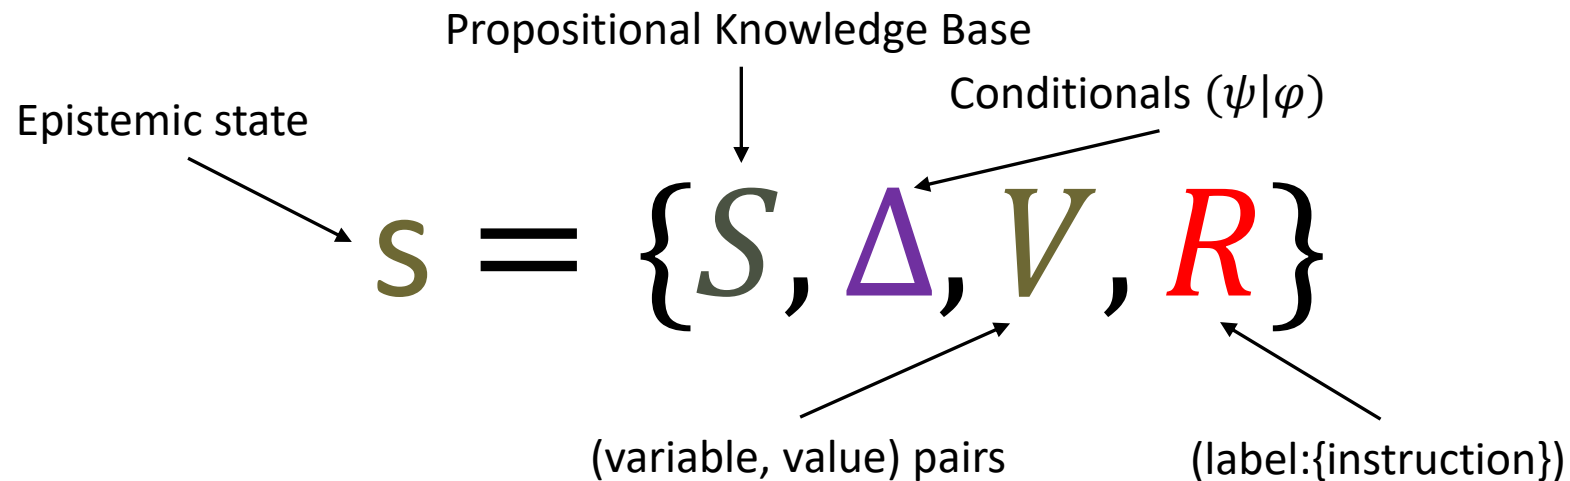 Propositional Knowledge Base
Conditionals (𝜓|𝜑)
Epistemic state
s = {𝑆, Δ, 𝑉, 𝑅}
(variable, value) pairs
(label:{instruction})